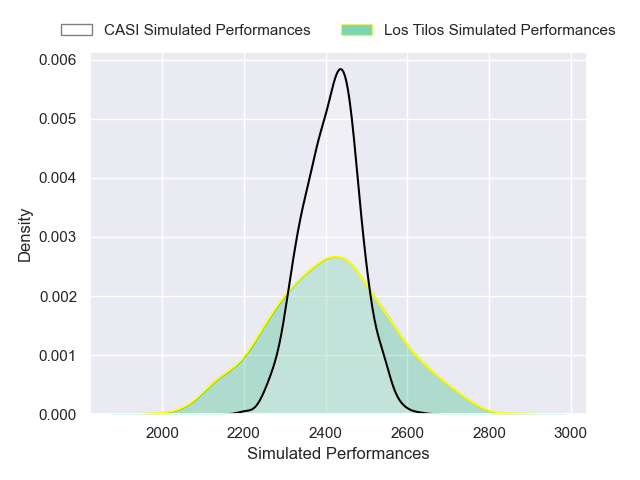 CASI Simulated Performances Los Tilos Simulated Performances
0.006
0.005
0.004
0.003
0.002
0.001
0.000
Density
2000 2200 2400 2600 2800 3000
Simulated Performances